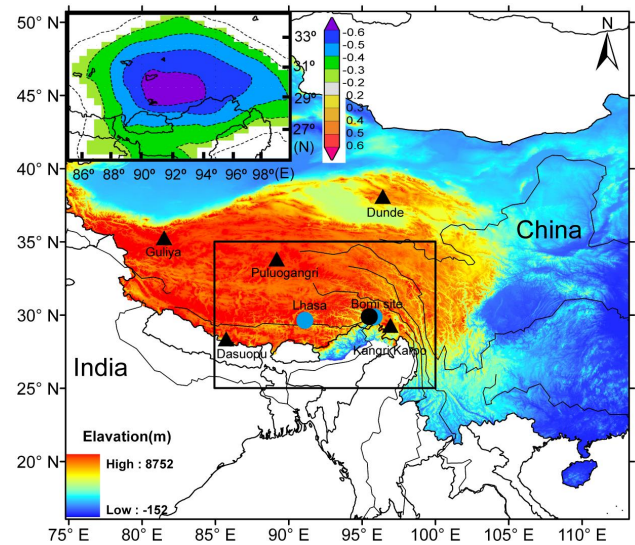 50° N
45° N
40° N
35° N
30° N
25° N
20° N
33°
31°
29°
27°
(N)
86° 88° 90° 92° 94° 96° 98°(E)
-0.6
-0.5
-0.4
-0.3
-0.2
0.2
0.3
0.4
0.5
0.6
N
Dunde
China
Guliya
Puluogangri
Lhasa
Bomi site
Dasuopu
Kangri Karpo
India
Elavation(m)
High : 8752
Low : -152
75° E 80° E 85° E 90° E 95° E 100° E 105° E 110° E